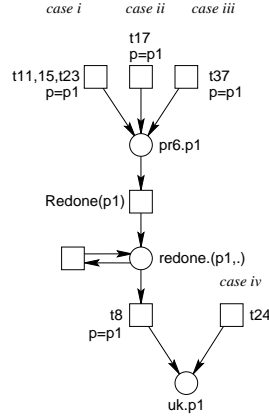 case i case ii case iii
t17
p=p1
t11,15,t23
p=p1
t37
p=p1
pr6.p1
Redone(p1)
redone.(p1,.)
case iv
t8
p=p1
t24
uk.p1